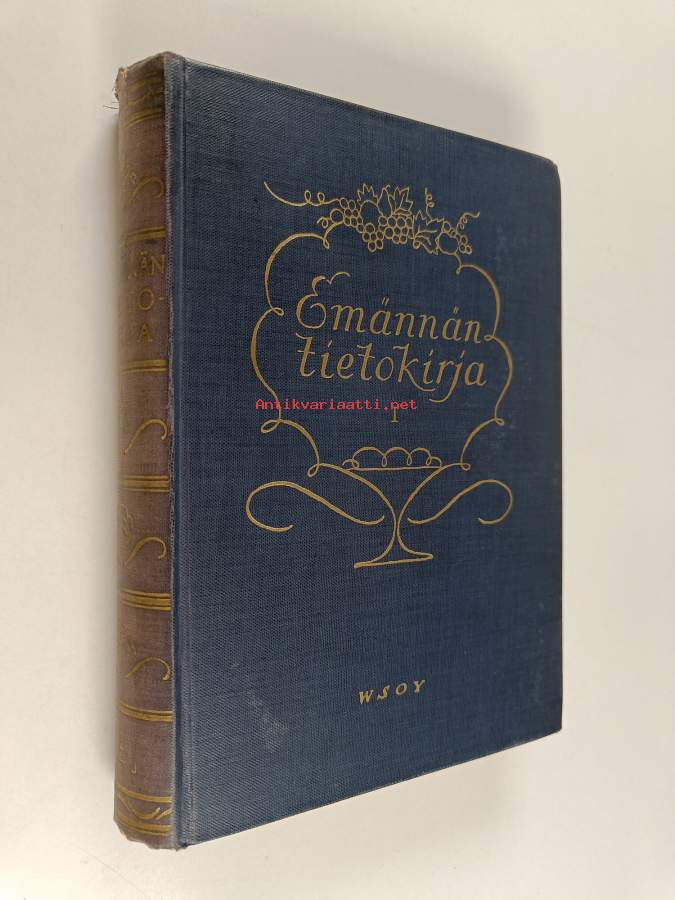 Emännän
tietokirja
Antikvariaatti.net
I
WSOY